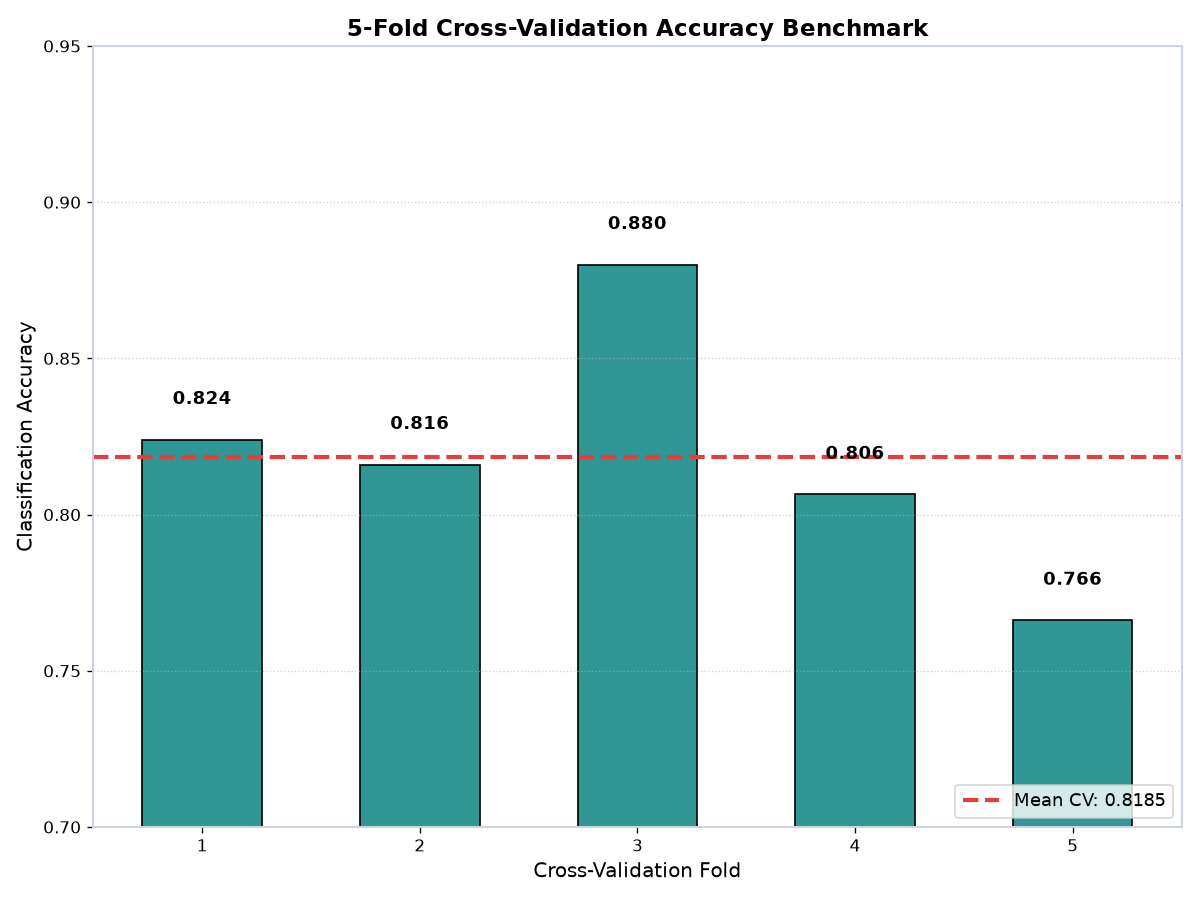 5-Fold Cross-Validation Accuracy Benchmark
Classification Accuracy
0.95
0.90
0.85
0.80
0.75
0.70
0.824
0.816
0.880
0.806
0.766
Mean CV: 0.8185
1 2 3 4 5
Cross-Validation Fold